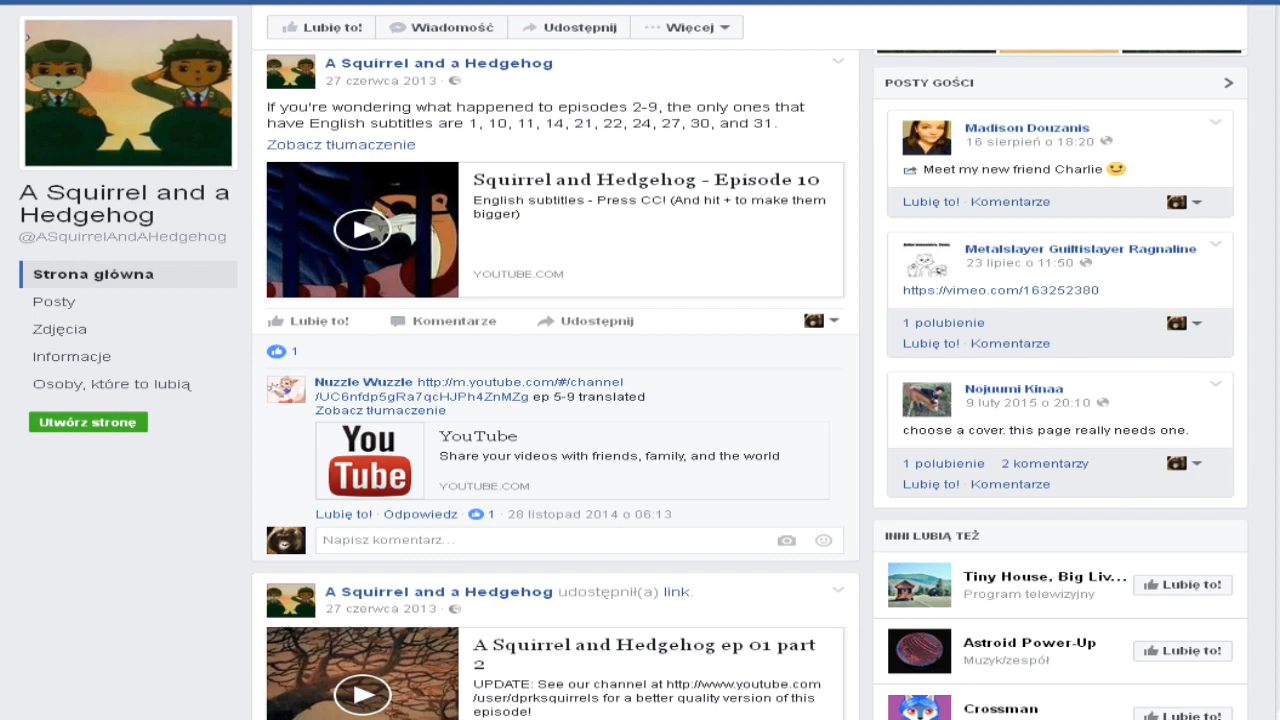 Lubię to!
Wiadomość
Udostępnij
Więcej
A Squirrel and a
Hedgehog
@ASquirrelAndAHedgehog
Strona główna
Posty
Zdjęcia
Informacje
Osoby, które to lubią
Utwórz stronę
A Squirrel and a Hedgehog
27 czerwca 2013 ·
If you're wondering what happened to episodes 2-9, the only ones that
have English subtitles are 1, 10, 11, 14, 21, 22, 24, 27, 30, and 31.
Zobacz tłumaczenie
Squirrel and Hedgehog - Episode 10
English subtitles - Press CC! (And hit + to make them
bigger)
YOUTUBE.COM
Lubię to! Komentarze Udostępnij
1
Nuzzle Wuzzle http://m.youtube.com/#/channel
/UC6nfdp5gRa7qcHJPh4ZnMZg ep 5-9 translated
Zobacz tłumaczenie
You
Tube
YouTube
Share your videos with friends, family, and the world
YOUTUBE.COM
Lubię to! · Odpowiedz · 1 · 28 listopad 2014 o 06:13
Napisz komentarz...
A Squirrel and a Hedgehog udostępnił(a) link.
27 czerwca 2013 ·
A Squirrel and Hedgehog ep 01 part
2
UPDATE: See our channel at http://www.youtube.com
/user/dprksquirrels for a better quality version of this
episode!
POSTY GOŚCI
Madison Douzanis
16 sierpień o 18:20
Meet my new friend Charlie
Lubię to! · Komentarze
Metalslayer Guiltislayer Ragnaline
23 lipiec o 11:50
https://vimeo.com/163252380
1 polubienie
Lubię to! · Komentarze
Nojuumi Kinaa
9 luty 2015 o 20:10
choose a cover. this page really needs one.
1 polubienie 2 komentarzy
Lubię to! · Komentarze
INNI LUBIĄ TEŻ
Tiny House, Big Liv...
Program telewizyjny
Lubię to!
Astroid Power-Up
Muzyk/zespół
Lubię to!
Crossman
Lubię to!